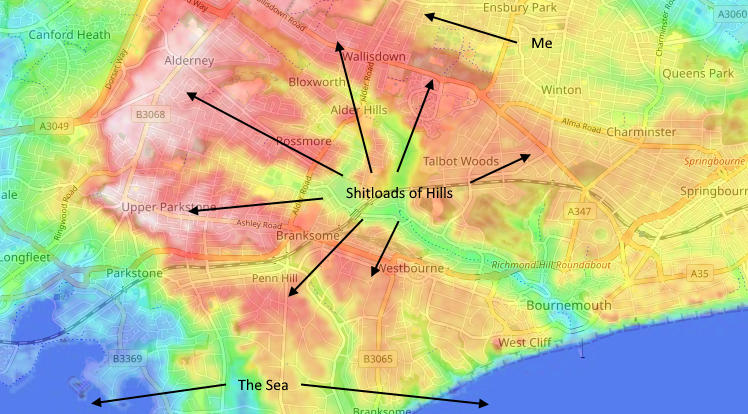 Ensbury Park
A3060
Canford Heath
Wallisdown Road
Charminster Road
Dorset Way
Me
Wallisdown
Alderney
Queens Park
Bloxworth
Alder Road
Winton
B3068
Alder Hills
A3049
Alma Road
Charminster
Rossmore
Talbot Woods
Springbourne
Shitloads of Hills
Springbour
ale
Alder Road
Ringwood Road
Upper Parkstone
A347
Ashley Road
Branksome
Longfleet
Richmond Hill Roundabout
Westbourne
Parkstone
Penn Hill
A35
Bournemouth
West Cliff
B3369
B3065
The Sea
Branksome